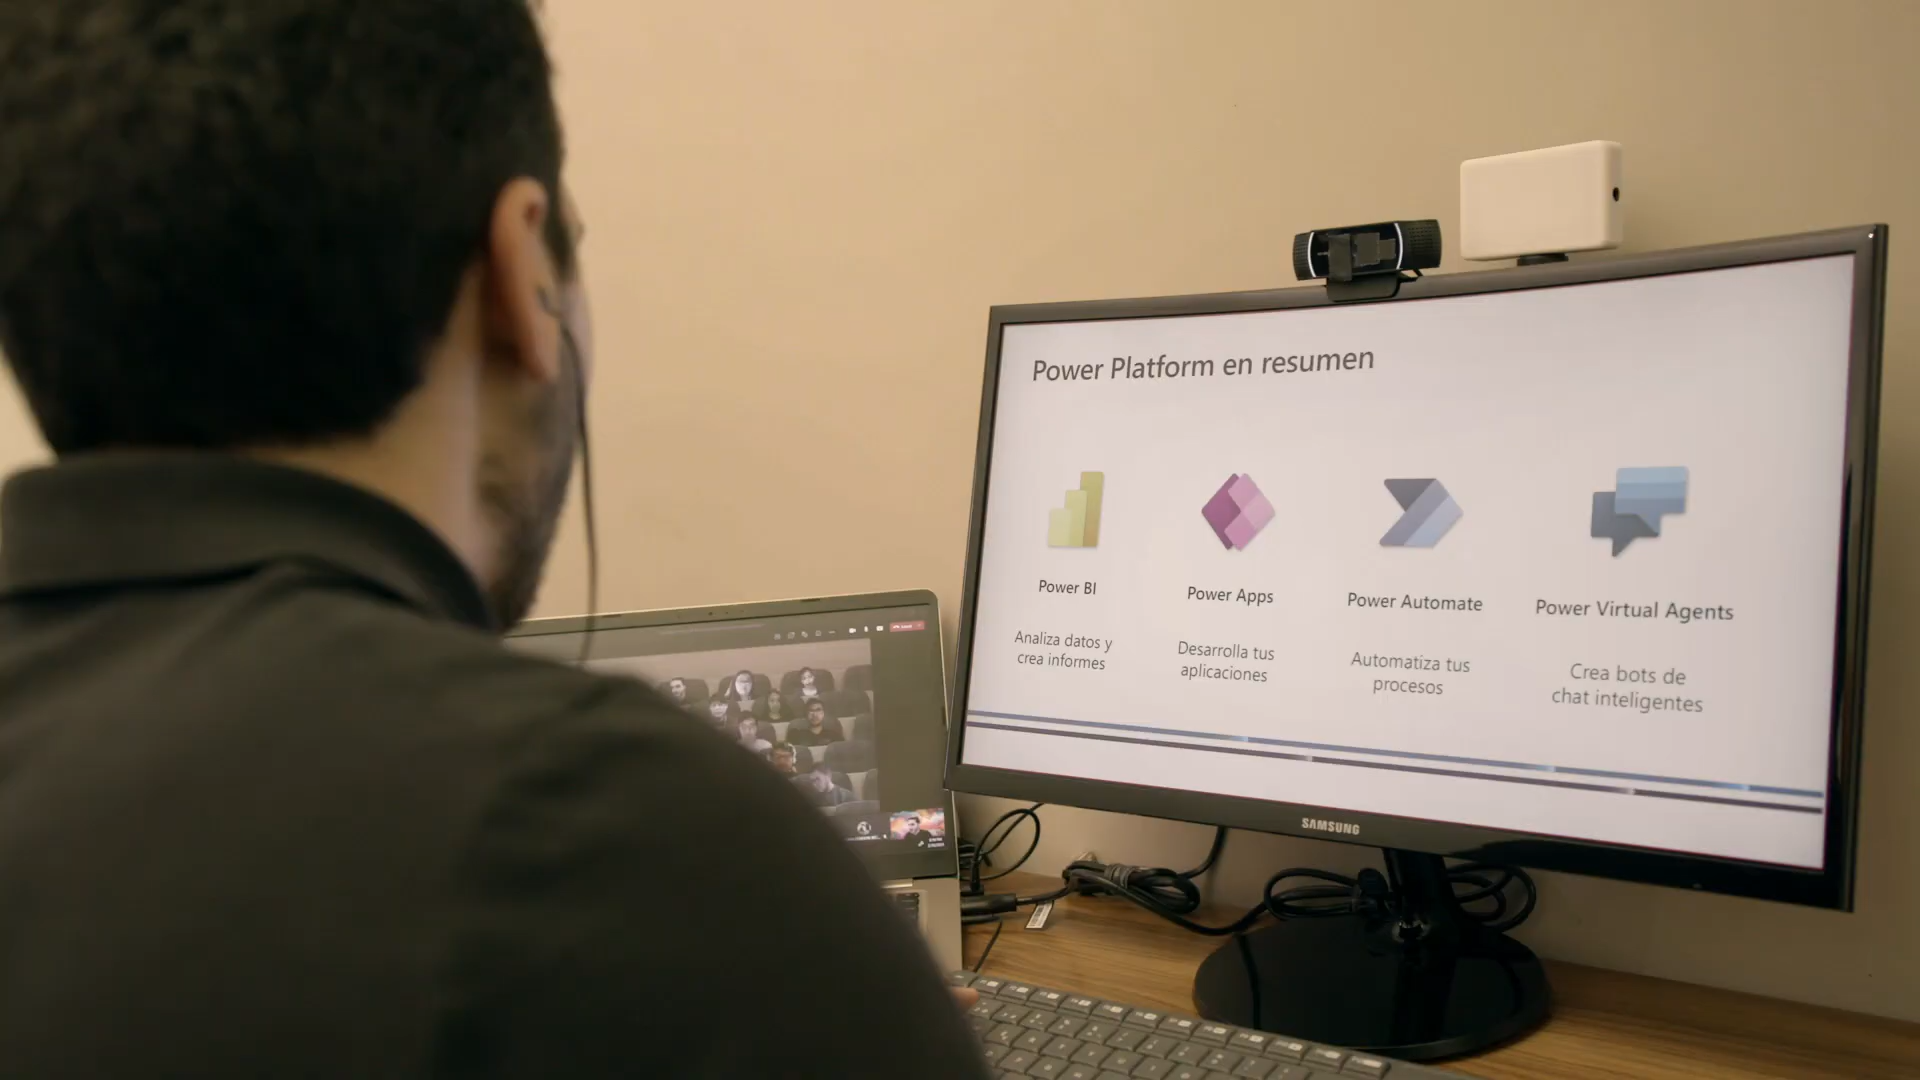 Power Platform en resumen
Power BI
Analiza datos y
crea informes
Power Apps
Desarrolla tus
aplicaciones
Power Automate
Automatiza tus
procesos
Power Virtual Agents
Crea bots de
chat inteligentes
SAMSUNG